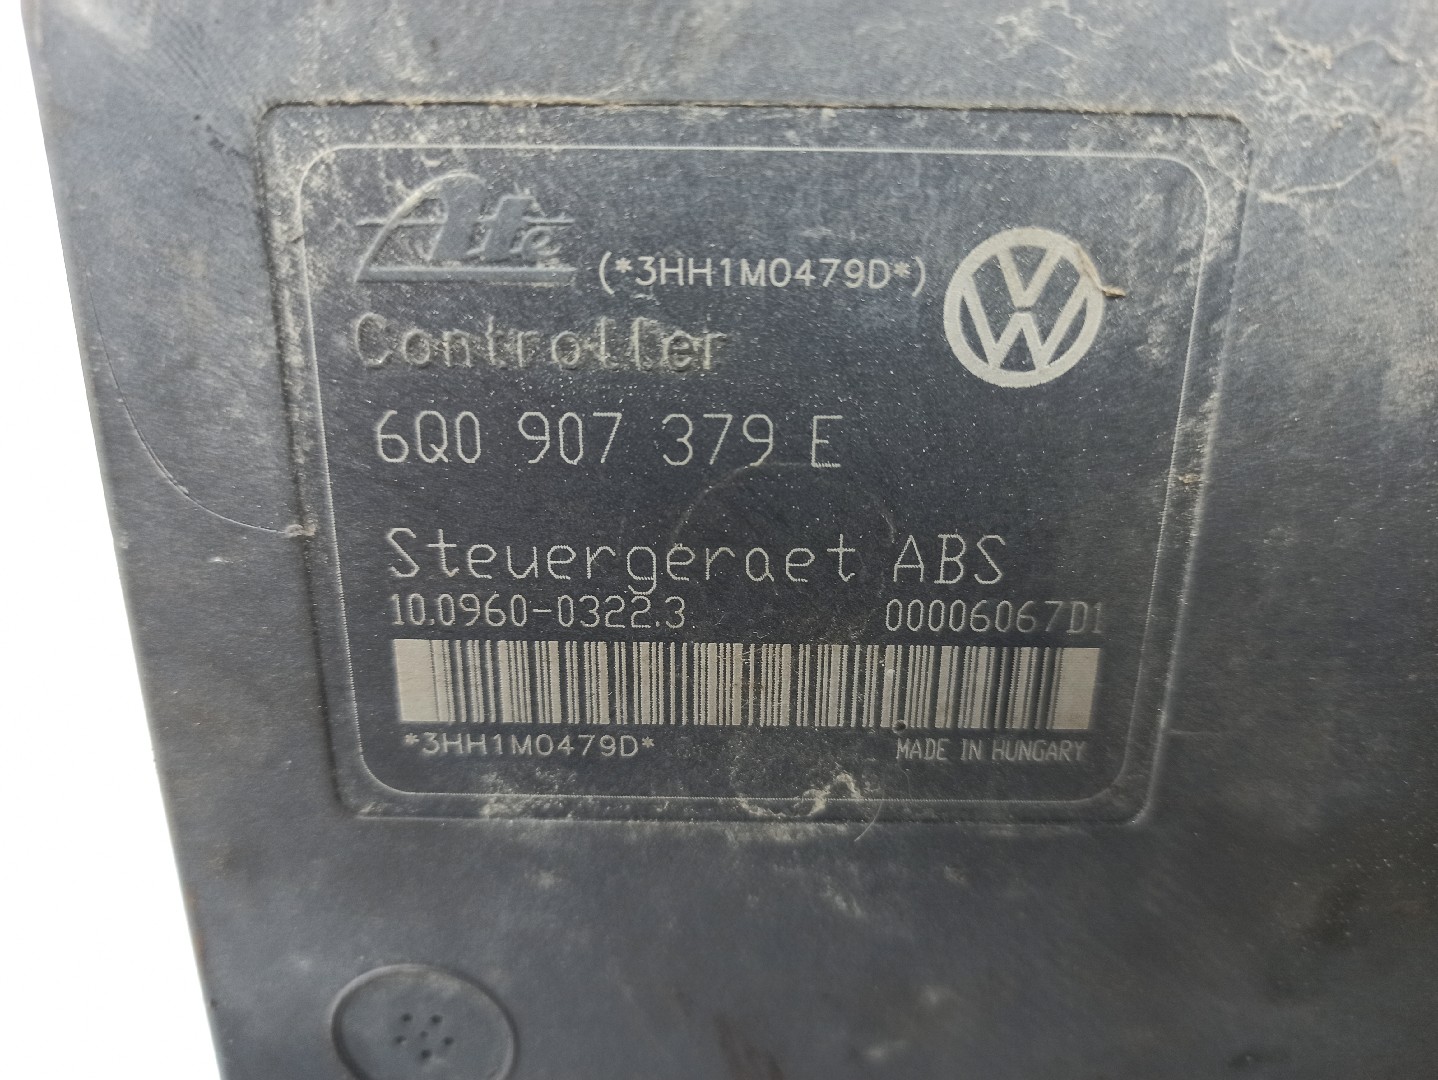 Ate (*3HH1M0479D*)
Controller
6Q0 907 379 E
Steuergeraet ABS
10.0960-0322.3 00006067D1
*3HH1M0479D* MADE IN HUNGARY